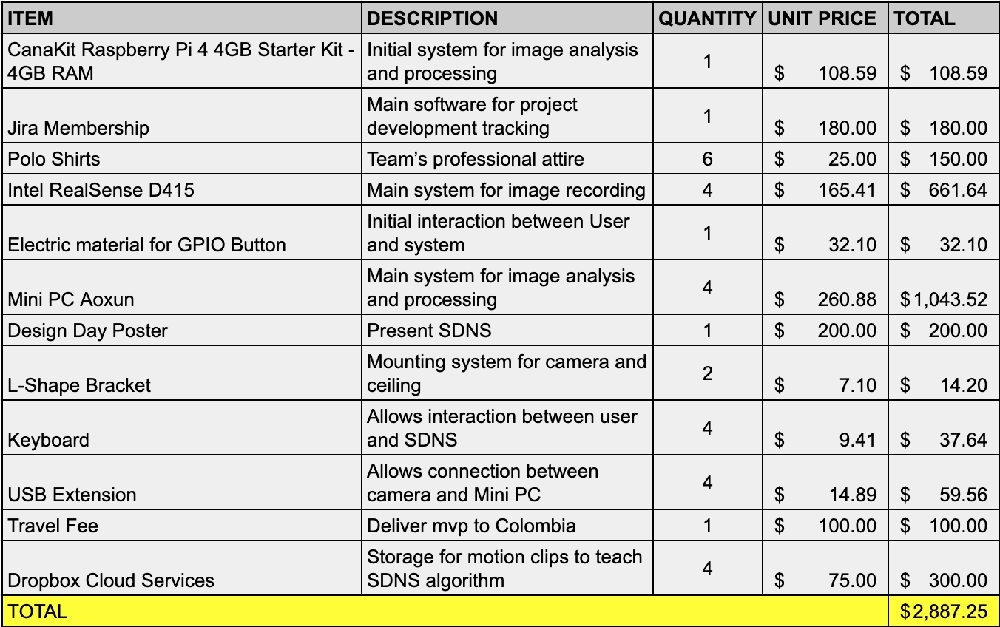 ITEM DESCRIPTION QUANTITY UNIT PRICE TOTAL
CanaKit Raspberry Pi 4 4GB Starter Kit - 4GB RAM Initial system for image analysis and processing 1 $ 108.59 $ 108.59
Jira Membership Main software for project development tracking 1 $ 180.00 $ 180.00
Polo Shirts Team’s professional attire 6 $ 25.00 $ 150.00
Intel RealSense D415 Main system for image recording 4 $ 165.41 $ 661.64
Electric material for GPIO Button Initial interaction between User and system 1 $ 32.10 $ 32.10
Mini PC Aoxun Main system for image analysis and processing 4 $ 260.88 $1,043.52
Design Day Poster Present SDNS 1 $ 200.00 $ 200.00
L-Shape Bracket Mounting system for camera and ceiling 2 $ 7.10 $ 14.20
Keyboard Allows interaction between user and SDNS 4 $ 9.41 $ 37.64
USB Extension Allows connection between camera and Mini PC 4 $ 14.89 $ 59.56
Travel Fee Deliver mvp to Colombia 1 $ 100.00 $ 100.00
Dropbox Cloud Services Storage for motion clips to teach SDNS algorithm 4 $ 75.00 $ 300.00
TOTAL $2,887.25